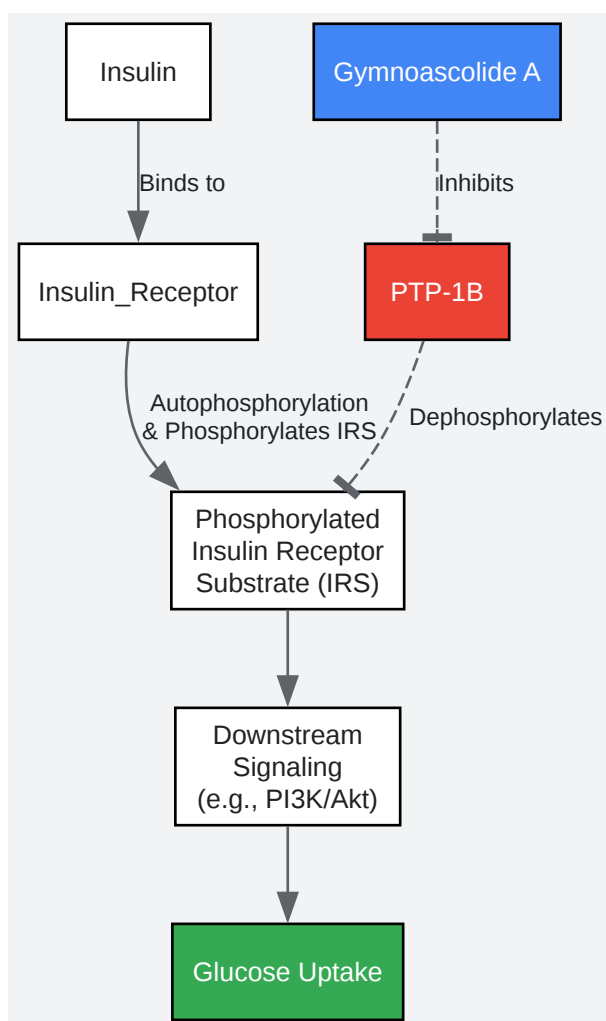 Insulin
Gymnoascolide A
Binds to
Inhibits
Insulin_Receptor
PTP-1B
Autophosphorylation
& Phosphorylates IRS
Dephosphorylates
Phosphorylated
Insulin Receptor
Substrate (IRS)
Downstream
Signaling
(e.g., PI3K/Akt)
Glucose Uptake